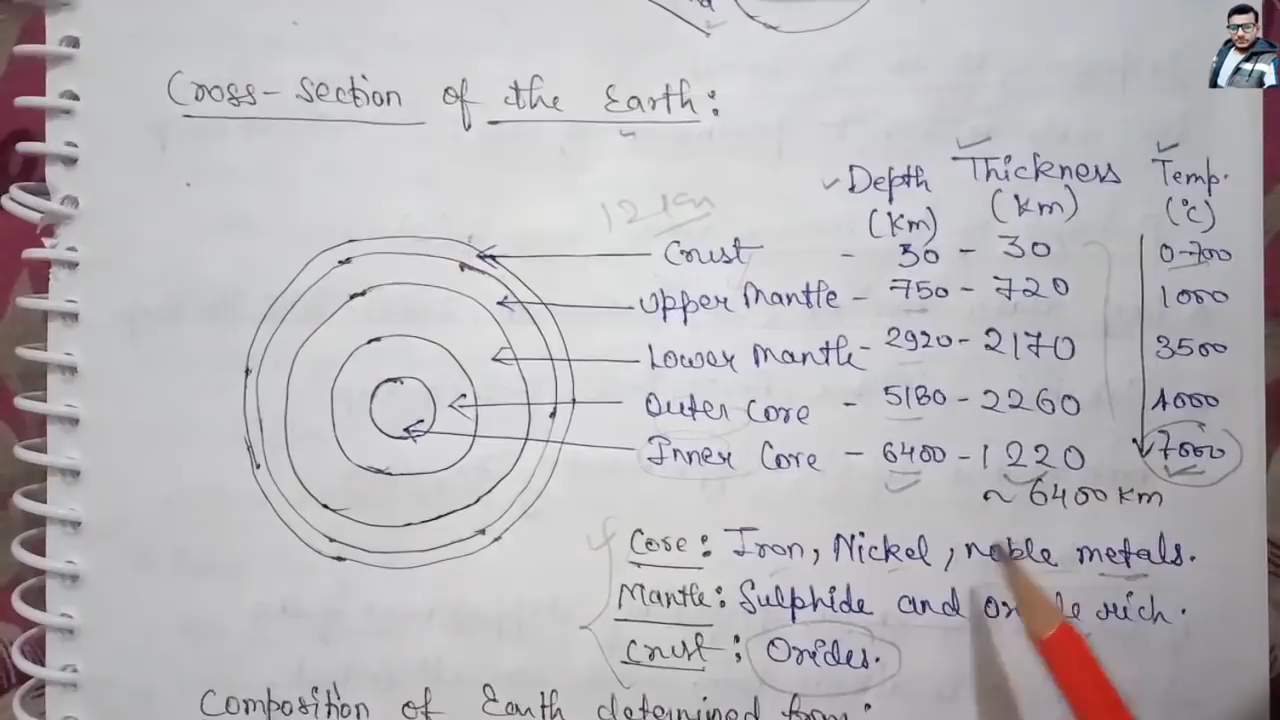 Cross-section of the Earth:
Depth (Km) Thickness (Km) Temp. (°C)
12 km
Crust - 30 - 30 0-700
Upper Mantle - 750 - 720 1000
Lower Mantle - 2920 - 2170 3500
Outer Core - 5180 - 2260 4000
Inner Core - 6400 - 1220 7000
~ 6400 Km
Core: Iron, Nickel, noble metals.
Mantle: Sulphide and rich.
Crust: Oxides.
Composition of Earth determined from: